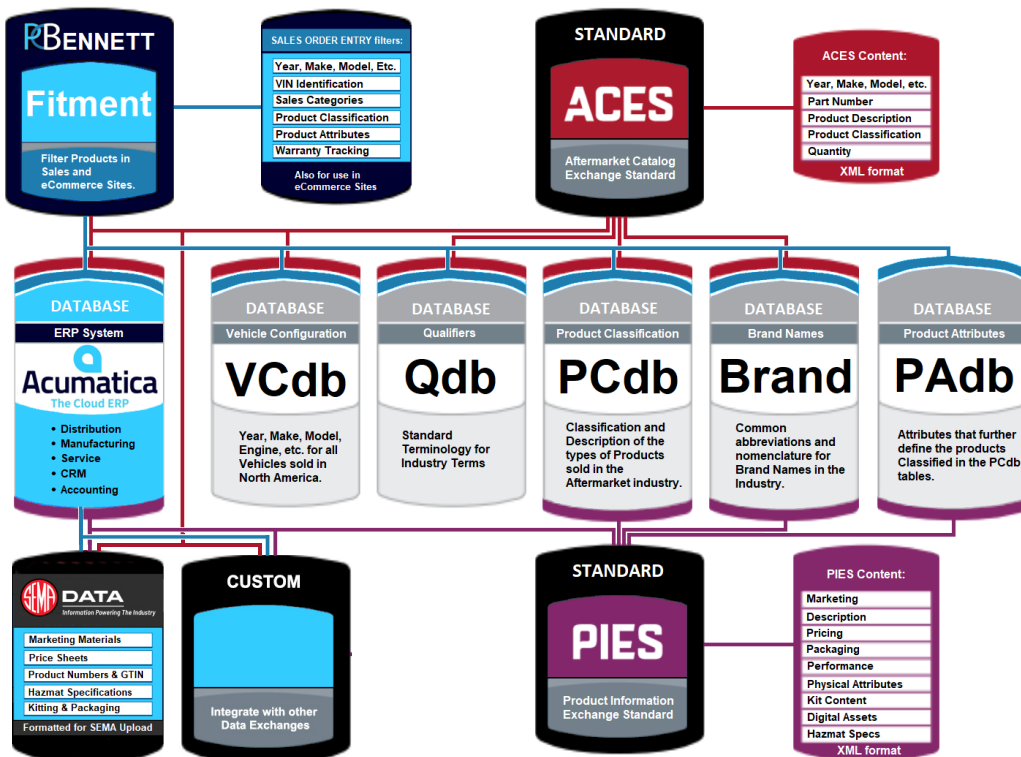 RBENNETT
Fitment
Filter Products in
Sales and
eCommerce Sites.
SALES ORDER ENTRY filters:
Year, Make, Model, Etc.
VIN Identification
Sales Categories
Product Classification
Product Attributes
Warranty Tracking
Also for use in
eCommerce Sites
STANDARD
ACES
Aftermarket Catalog
Exchange Standard
ACES Content:
Year, Make, Model, etc.
Part Number
Product Description
Product Classification
Quantity
XML format
DATABASE
ERP System
Acumatica
The Cloud ERP
• Distribution
• Manufacturing
• Service
• CRM
• Accounting
DATABASE
Vehicle Configuration
VCdb
Year, Make, Model,
Engine, etc. for all
Vehicles sold in
North America.
DATABASE
Qualifiers
Qdb
Standard
Terminology for
Industry Terms
DATABASE
Product Classification
PCdb
Classification and
Description of the
types of Products
sold in the
Aftermarket industry.
DATABASE
Brand Names
Brand
Common
abbreviations and
nomenclature for
Brand Names in the
Industry.
DATABASE
Product Attributes
PAdb
Attributes that further
define the products
Classified in the PCdb
tables.
SEMA DATA
Information Powering The Industry
Marketing Materials
Price Sheets
Product Numbers & GTIN
Hazmat Specifications
Kitting & Packaging
Formatted for SEMA Upload
CUSTOM
Integrate with other
Data Exchanges
STANDARD
PIES
Product Information
Exchange Standard
PIES Content:
Marketing
Description
Pricing
Packaging
Performance
Physical Attributes
Kit Content
Digital Assets
Hazmat Specs
XML format